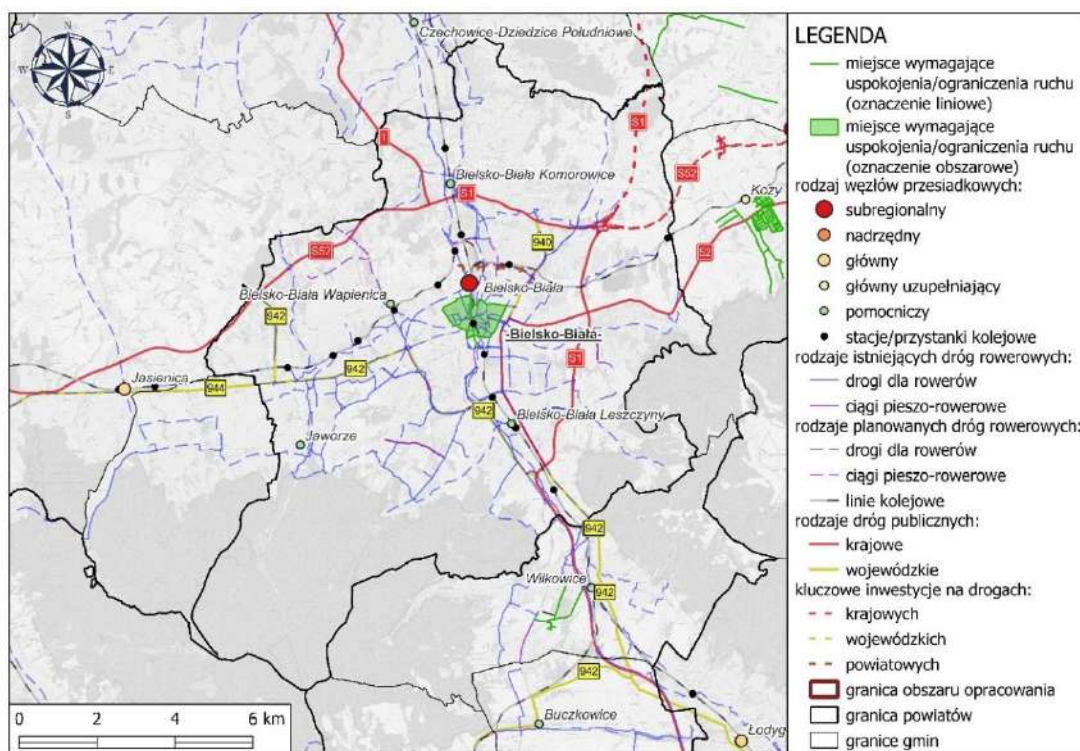 Czechowice-Dziedzice Południowe
N
W
E
S
1
S1
S52
Bielsko-Biała Komorowice
Kozy
S1
940
S52
52
Bielsko-Biała
Bielsko-Biała Wapienica
942
-Bielsko-Biała-
S1
942
Jasienica
944
942
Bielsko-Biała Leszczyny
Jaworze
942
Wilkowice
942
942
Buczkowice
Łodyg
0 2 4 6 km
LEGENDA
miejsce wymagające
uspokojenia/ograniczenia ruchu
(oznaczenie liniowe)
miejsce wymagające
uspokojenia/ograniczenia ruchu
(oznaczenie obszarowe)
rodzaj węzłów przesiadkowych:
subregionalny
nadrzędny
główny
główny uzupełniający
pomocniczy
stacje/przystanki kolejowe
rodzaje istniejących dróg rowerowych:
drogi dla rowerów
ciągi pieszo-rowerowe
rodzaje planowanych dróg rowerowych:
drogi dla rowerów
ciągi pieszo-rowerowe
linie kolejowe
rodzaje dróg publicznych:
krajowe
wojewódzkie
kluczowe inwestycje na drogach:
krajowych
wojewódzkich
powiatowych
granica obszaru opracowania
granica powiatów
granice gmin